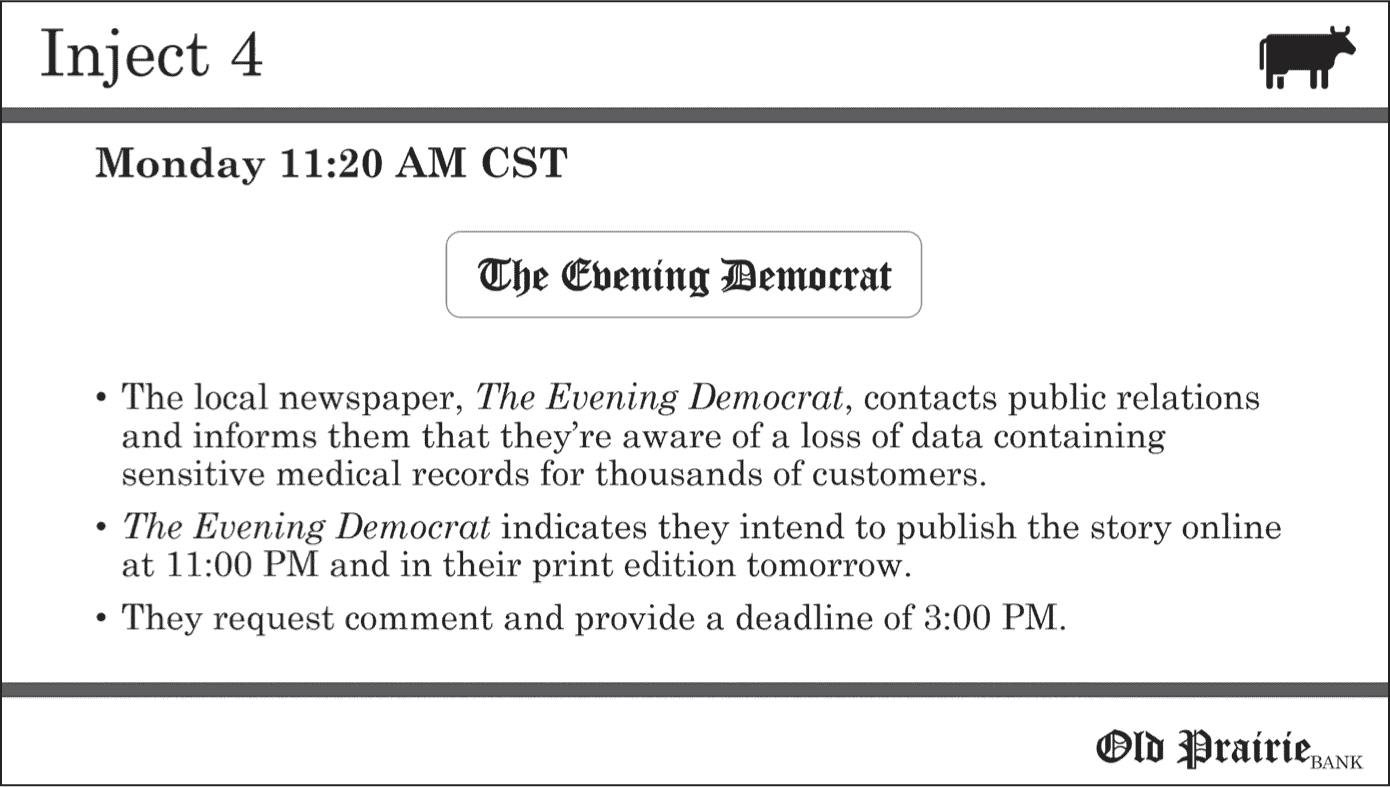 Inject 4
Monday 11:20 AM CST
The Evening Democrat
• The local newspaper, The Evening Democrat, contacts public relations
and informs them that they’re aware of a loss of data containing
sensitive medical records for thousands of customers.
• The Evening Democrat indicates they intend to publish the story online
at 11:00 PM and in their print edition tomorrow.
• They request comment and provide a deadline of 3:00 PM.
Old Prairie BANK